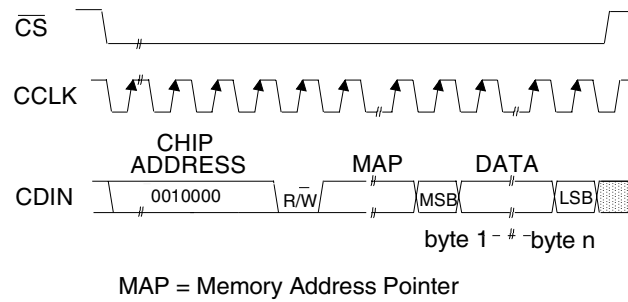 CS
CCLK
CHIP
ADDRESS
MAP
DATA
CDIN
0010000
R/W
MSB
LSB
byte 1
byte n
MAP = Memory Address Pointer